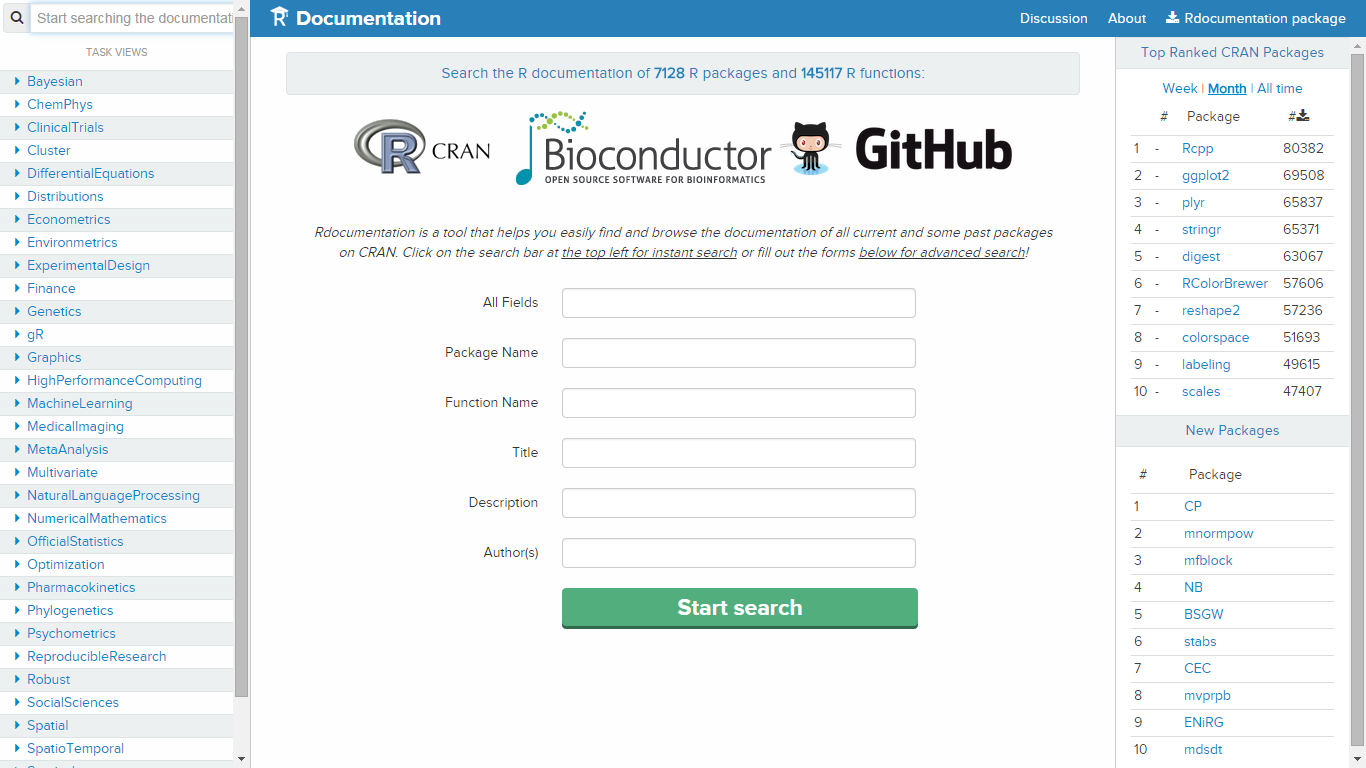 Start searching the documentati
TASK VIEWS
Bayesian
ChemPhys
ClinicalTrials
Cluster
DifferentialEquations
Distributions
Econometrics
Environmetrics
ExperimentalDesign
Finance
Genetics
gR
Graphics
HighPerformanceComputing
MachineLearning
MedicalImaging
MetaAnalysis
Multivariate
NaturalLanguageProcessing
NumericalMathematics
OfficialStatistics
Optimization
Pharmacokinetics
Phylogenetics
Psychometrics
ReproducibleResearch
Robust
SocialSciences
Spatial
SpatioTemporal
R Documentation
Discussion About Rdocumentation package
Search the R documentation of 7128 R packages and 145117 R functions:
R CRAN
Bioconductor
OPEN SOURCE SOFTWARE FOR BIOINFORMATICS
GitHub
Rdocumentation is a tool that helps you easily find and browse the documentation of all current and some past packages
on CRAN. Click on the search bar at the top left for instant search or fill out the forms below for advanced search!
All Fields
Package Name
Function Name
Title
Description
Author(s)
Start search
Top Ranked CRAN Packages
Week | Month | All time
# Package #
1 - Rcpp 80382
2 - ggplot2 69508
3 - plyr 65837
4 - stringr 65371
5 - digest 63067
6 - RColorBrewer 57606
7 - reshape2 57236
8 - colorspace 51693
9 - labeling 49615
10 - scales 47407
New Packages
# Package
1 CP
2 mnormpow
3 mfblock
4 NB
5 BSGW
6 stabs
7 CEC
8 mvprpb
9 ENiRG
10 mdsdt